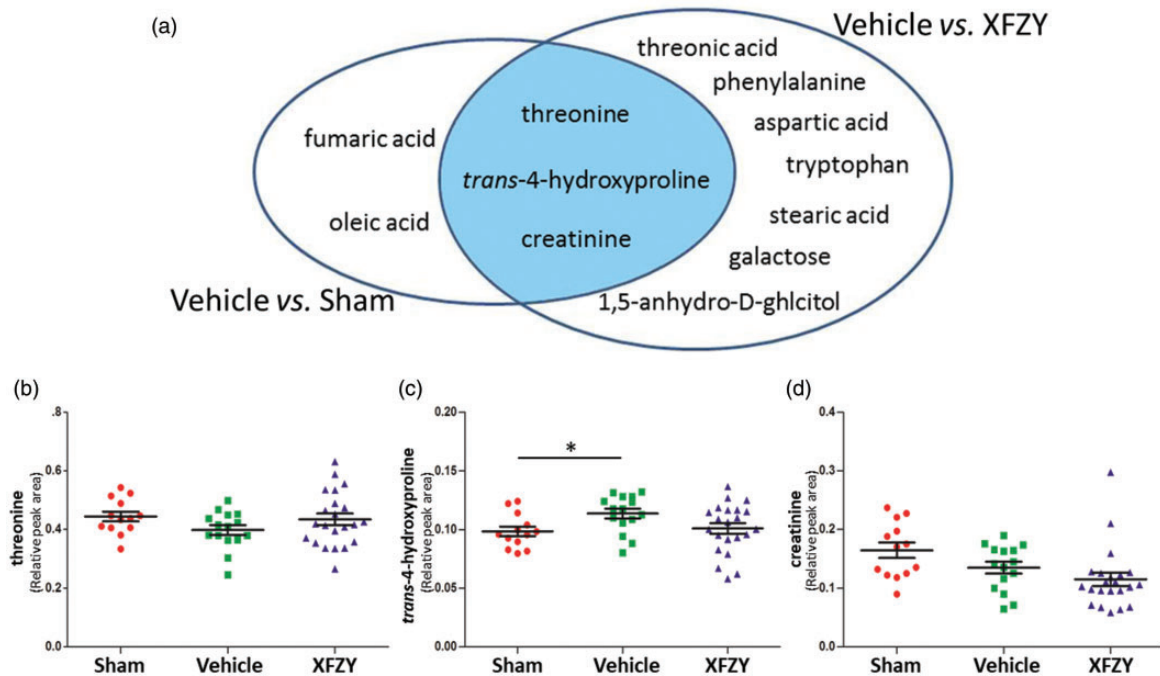 (a)
Vehicle vs. XFZY
threonic acid
phenylalanine
threonine
aspartic acid
fumaric acid
tryptophan
trans-4-hydroxyproline
stearic acid
oleic acid
creatinine
galactose
Vehicle vs. Sham
1,5-anhydro-D-ghlcitol
(b)
threonine
(Relative peak area)
.8
0.6
0.4
0.2
0.0
Sham Vehicle XFZY
(c)
trans-4-hydroxyproline
(Relative peak area)
0.20
0.15
0.10
0.05
0.00
*
Sham Vehicle XFZY
(d)
creatinine
(Relative peak area)
0.4
0.3
0.2
0.1
0.0
Sham Vehicle XFZY